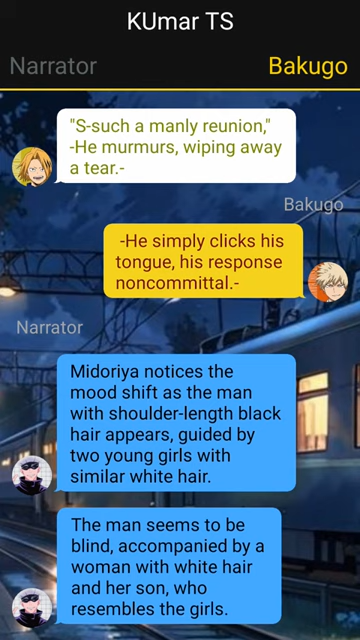 KUmar TS
Narrator
Bakugo
"S-such a manly reunion,"
-He murmurs, wiping away
a tear.-
Bakugo
-He simply clicks his
tongue, his response
noncommittal.-
Narrator
Midoriya notices the
mood shift as the man
with shoulder-length black
hair appears, guided by
two young girls with
similar white hair.
The man seems to be
blind, accompanied by a
woman with white hair
and her son, who
resembles the girls.